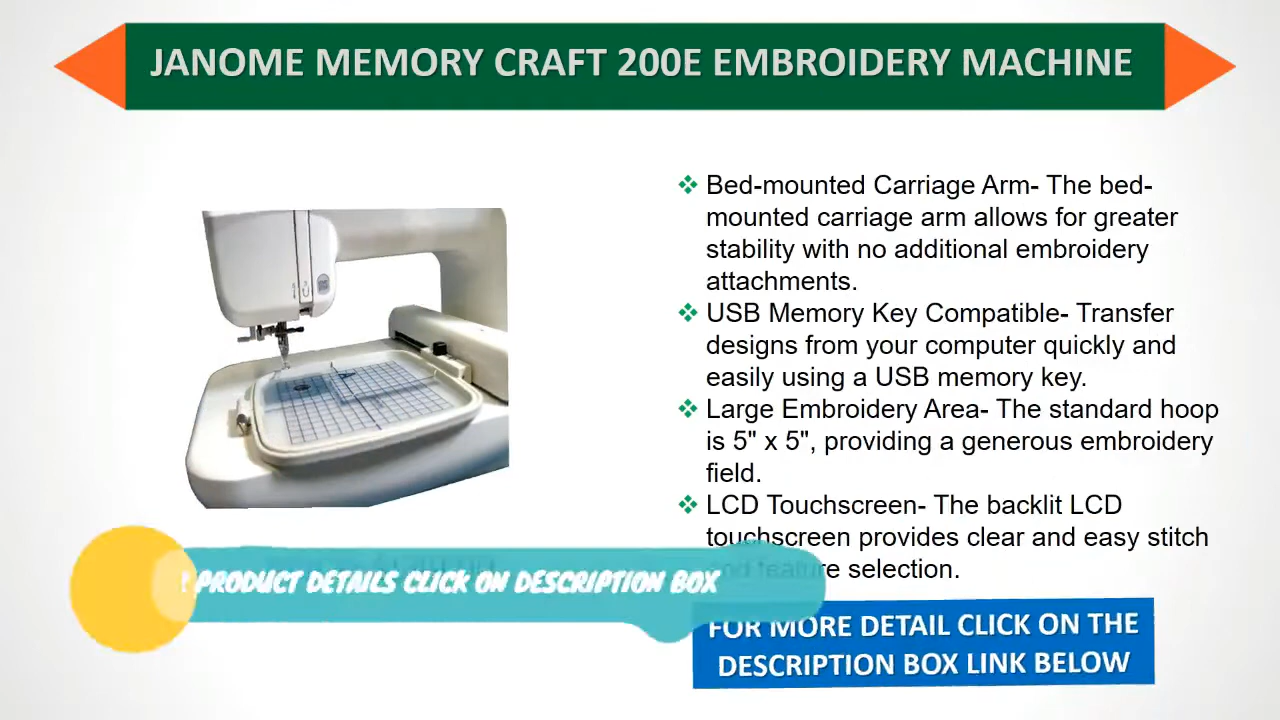 JANOME MEMORY CRAFT 200E EMBROIDERY MACHINE
Bed-mounted Carriage Arm- The bed-
mounted carriage arm allows for greater
stability with no additional embroidery
attachments.
USB Memory Key Compatible- Transfer
designs from your computer quickly and
easily using a USB memory key.
Large Embroidery Area- The standard hoop
is 5" x 5", providing a generous embroidery
field.
LCD Touchscreen- The backlit LCD
touchscreen provides clear and easy stitch
and feature selection.
PRODUCT DETAILS CLICK ON DESCRIPTION BOX
FOR MORE DETAIL CLICK ON THE
DESCRIPTION BOX LINK BELOW